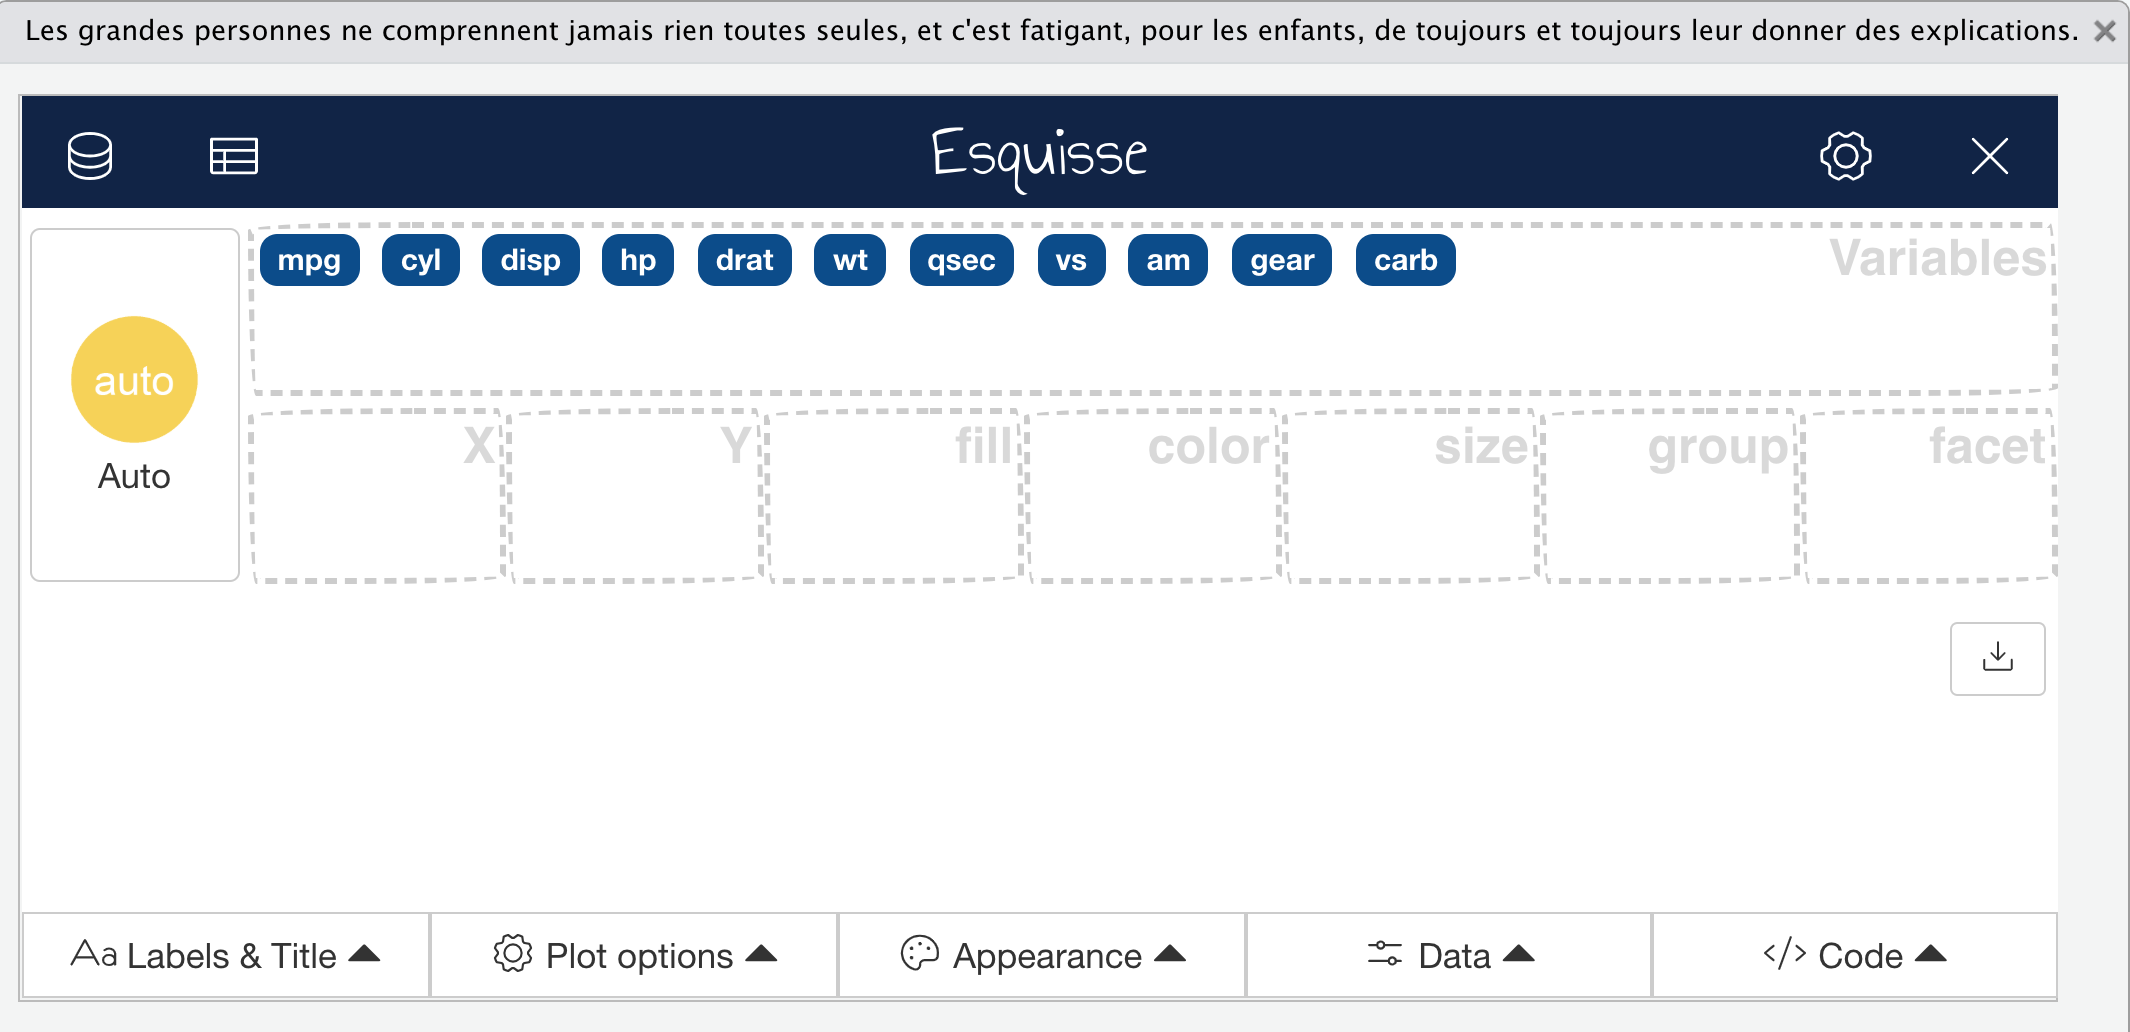 Les grandes personnes ne comprennent jamais rien toutes seules, et c'est fatigant, pour les enfants, de toujours et toujours leur donner des explications.
Esquisse
mpg cyl disp hp drat wt qsec vs am gear carb Variables
auto
Auto
X Y fill color size group facet
Aa Labels & Title Plot options Appearance Data </> Code